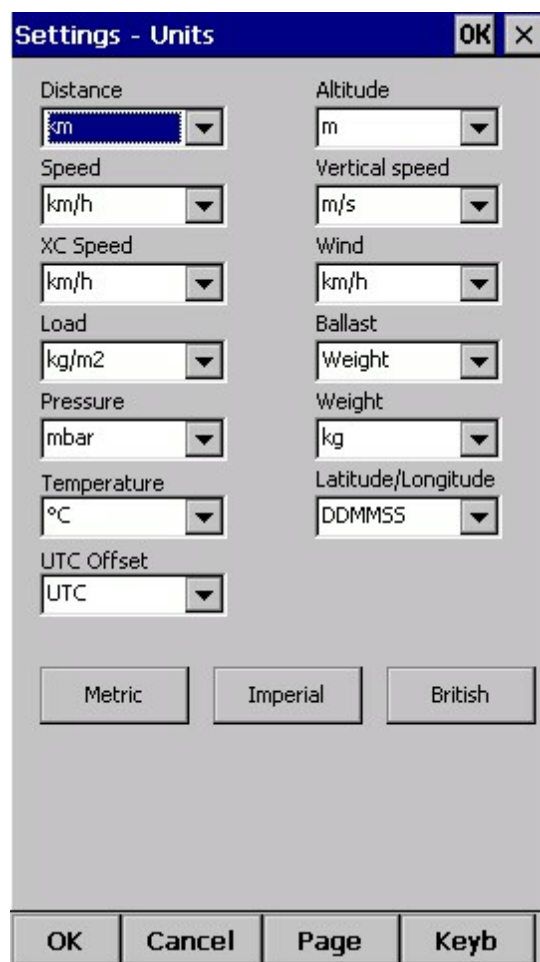 Settings - Units OK ×
Distance Altitude
km m
Speed Vertical speed
km/h m/s
XC Speed Wind
km/h km/h
Load Ballast
kg/m2 Weight
Pressure Weight
mbar kg
Temperature Latitude/Longitude
°C DDMMSS
UTC Offset
UTC
Metric Imperial British
OK Cancel Page Keyb